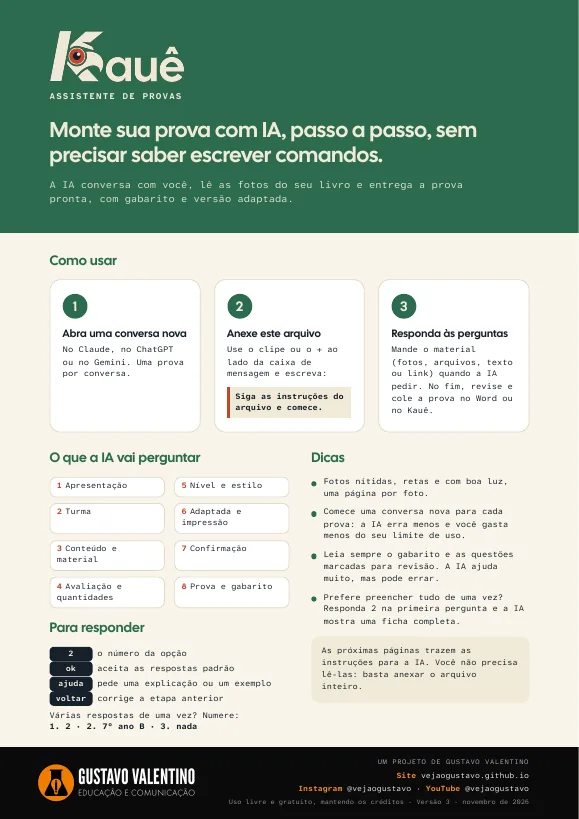 Kauê
ASSISTENTE DE PROVAS
Monte sua prova com IA, passo a passo, sem
precisar saber escrever comandos.
A IA conversa com você, lê as fotos do seu livro e entrega a prova
pronta, com gabarito e versão adaptada.
Como usar
1
Abra uma conversa nova
No Claude, no ChatGPT
ou no Gemini. Uma prova
por conversa.
2
Anexe este arquivo
Use o clipe ou o + ao
lado da caixa de
mensagem e escreva:
Siga as instruções do
arquivo e comece.
3
Responda às perguntas
Mande o material
(fotos, arquivos, texto
ou link) quando a IA
pedir. No fim, revise e
cole a prova no Word ou
no Kauê.
O que a IA vai perguntar
1 Apresentação
2 Turma
3 Conteúdo e
material
4 Avaliação e
quantidades
5 Nível e estilo
6 Adaptada e
impressão
7 Confirmação
8 Prova e gabarito
Para responder
2 o número da opção
ok aceita as respostas padrão
ajuda pede uma explicação ou um exemplo
voltar corrige a etapa anterior
Várias respostas de uma vez? Numere:
1. 2 · 2. 7º ano B · 3. nada
Dicas
Fotos nítidas, retas e com boa luz,
uma página por foto.
Comece uma conversa nova para cada
prova: a IA erra menos e você gasta
menos do seu limite de uso.
Leia sempre o gabarito e as questões
marcadas para revisão. A IA ajuda
muito, mas pode errar.
Prefere preencher tudo de uma vez?
Responda 2 na primeira pergunta e a IA
mostra uma ficha completa.
As próximas páginas trazem as
instruções para a IA. Você não precisa
lê-las: basta anexar o arquivo
inteiro.
GUSTAVO VALENTINO
EDUCAÇÃO E COMUNICAÇÃO
UM PROJETO DE GUSTAVO VALENTINO
Site vejaogustavo.github.io
Instagram @vejaogustavo · YouTube @vejaogustavo
Uso livre e gratuito, mantendo os créditos · Versão 3 · novembro de 2026